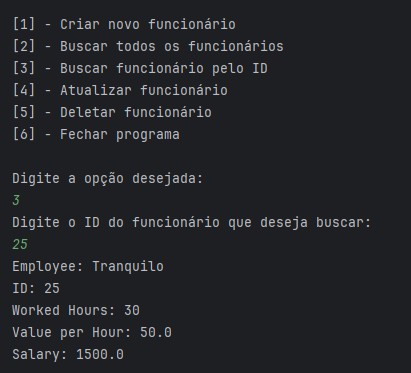 [1] - Criar novo funcionário
[2] - Buscar todos os funcionários
[3] - Buscar funcionário pelo ID
[4] - Atualizar funcionário
[5] - Deletar funcionário
[6] - Fechar programa
Digite a opção desejada:
3
Digite o ID do funcionário que deseja buscar:
25
Employee: Tranquilo
ID: 25
Worked Hours: 30
Value per Hour: 50.0
Salary: 1500.0